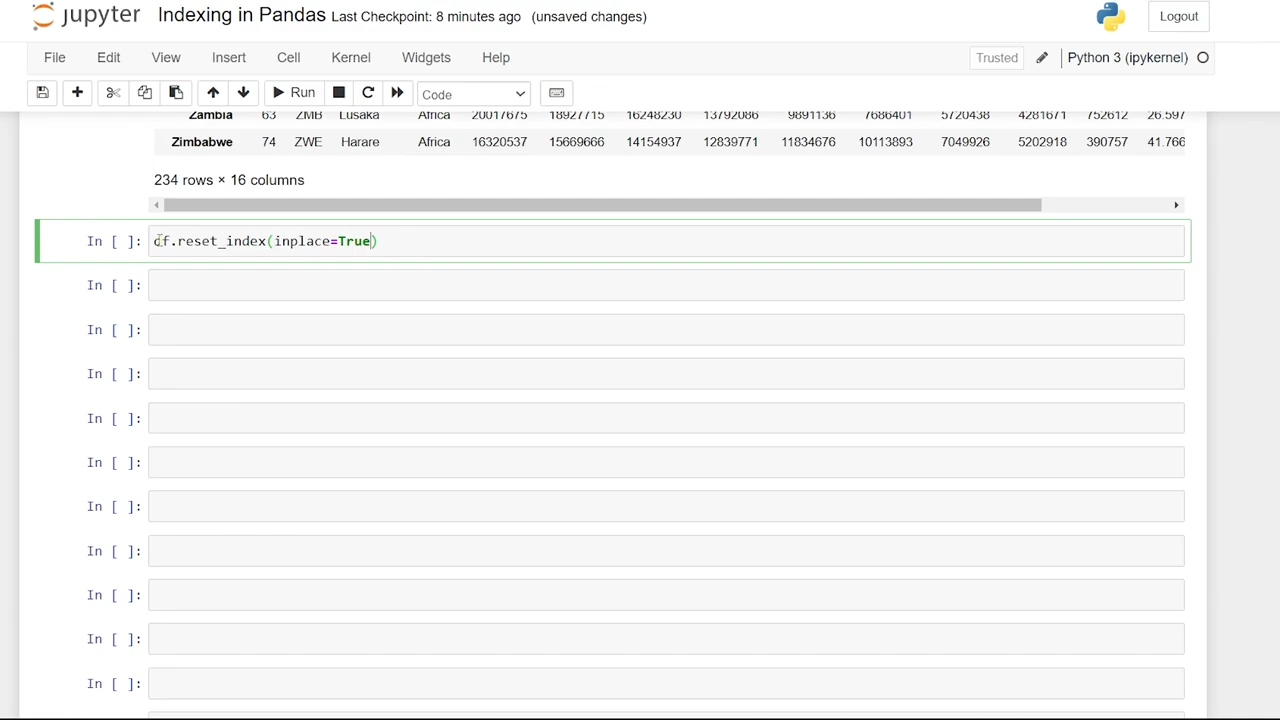 jupyter Indexing in Pandas Last Checkpoint: 8 minutes ago (unsaved changes) Logout
File Edit View Insert Cell Kernel Widgets Help Trusted Python 3 (ipykernel)
Run Code
Zambia 63 ZMB Lusaka Africa 20017675 18927715 16248230 13792086 9891136 7686401 5720438 4281671 752612 26.597
Zimbabwe 74 ZWE Harare Africa 16320537 15669666 14154937 12839771 11834676 10113893 7049926 5202918 390757 41.766
234 rows × 16 columns
In [ ]: df.reset_index(inplace=True)
In [ ]:
In [ ]:
In [ ]:
In [ ]:
In [ ]:
In [ ]:
In [ ]:
In [ ]:
In [ ]:
In [ ]: